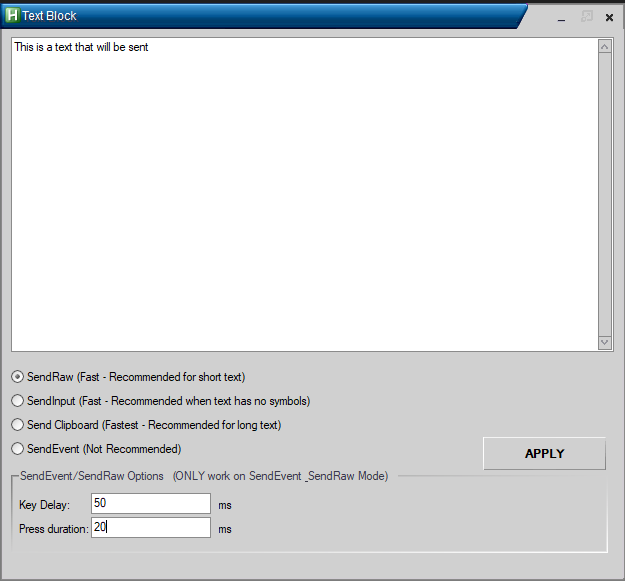 H Text Block
This is a text that will be sent
SendRaw (Fast - Recommended for short text)
SendInput (Fast - Recommended when text has no symbols)
Send Clipboard (Fastest - Recommended for long text)
SendEvent (Not Recommended)
APPLY
SendEvent/SendRaw Options (ONLY work on SendEvent _SendRaw Mode)
Key Delay: 50 ms
Press duration: 20 ms